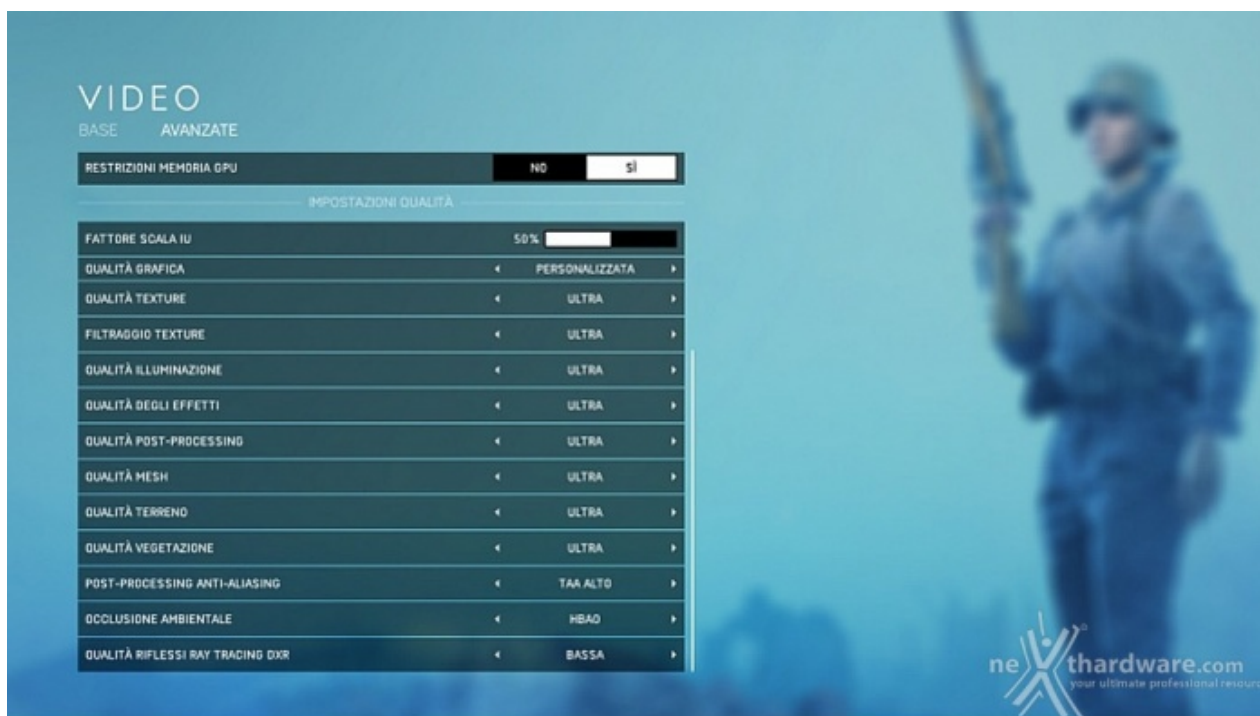 VIDEO
BASE AVANZATE
RESTRIZIONI MEMORIA GPU NO SÌ
IMPOSTAZIONI QUALITÀ
FATTORE SCALA IU 50%
QUALITÀ GRAFICA PERSONALIZZATA
QUALITÀ TEXTURE ULTRA
FILTRAGGIO TEXTURE ULTRA
QUALITÀ ILLUMINAZIONE ULTRA
QUALITÀ DEGLI EFFETTI ULTRA
QUALITÀ POST-PROCESSING ULTRA
QUALITÀ MESH ULTRA
QUALITÀ TERRENO ULTRA
QUALITÀ VEGETAZIONE ULTRA
POST-PROCESSING ANTI-ALIASING TAA ALTO
OCCLUSIONE AMBIENTALE HBAO
QUALITÀ RIFLESSI RAY TRACING DXR BASSA
neXthardware.com
your ultimate professional resource